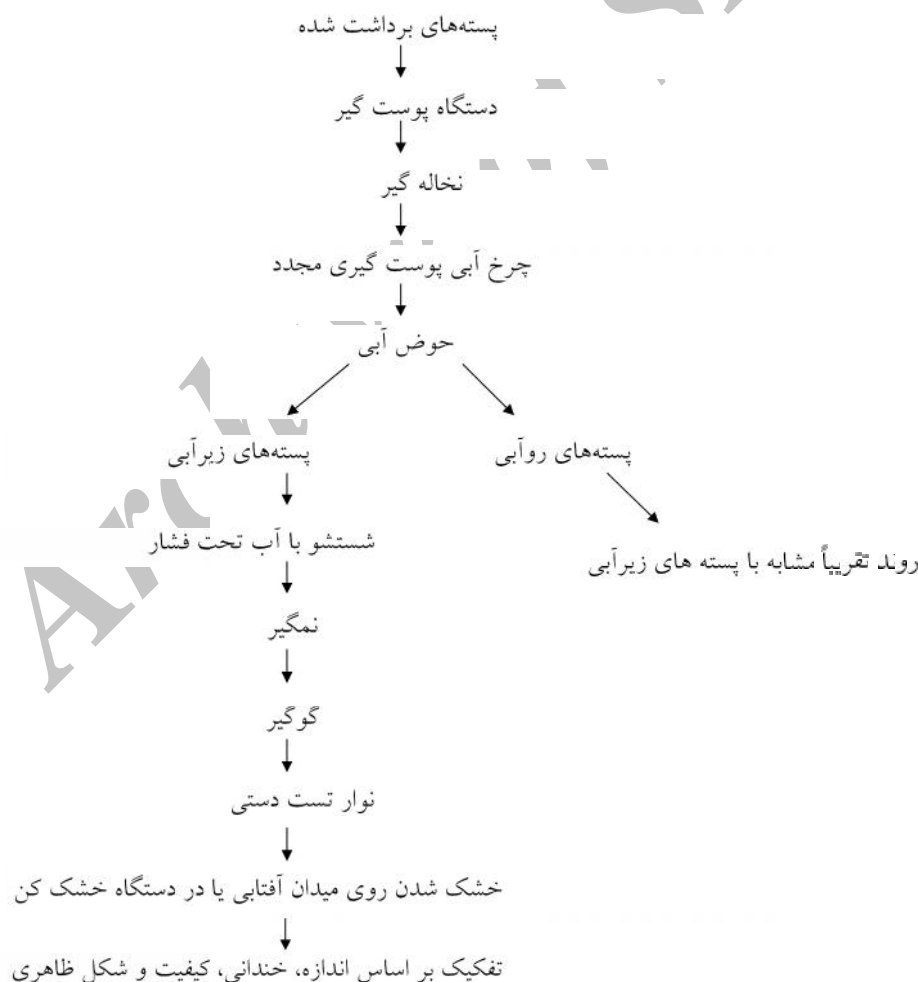 پسته‌های برداشت شده
دستگاه پوست گیر
نخاله گیر
چرخ آبی پوست گیری مجدد
حوض آبی
پسته‌های روآبی
پسته‌های زیرآبی
شستشو با آب تحت فشار
روند تقریباً مشابه با پسته های زیرآبی
نمگیر
گوگیر
نوار تست دستی
خشک شدن روی میدان آفتابی یا در دستگاه خشک کن
تفکیک بر اساس اندازه، خندانی، کیفیت و شکل ظاهری